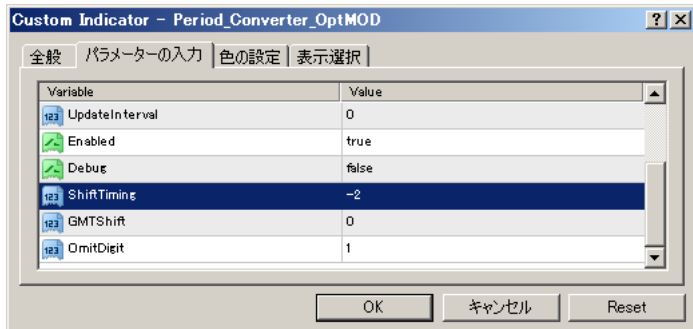 Custom Indicator - Period_Converter_OptMOD
全般 パラメーターの入力 色の設定 表示選択
Variable Value
UpdateInterval 0
Enabled true
Debug false
ShiftTiming -2
GMTShift 0
OmitDigit 1
OK キャンセル Reset